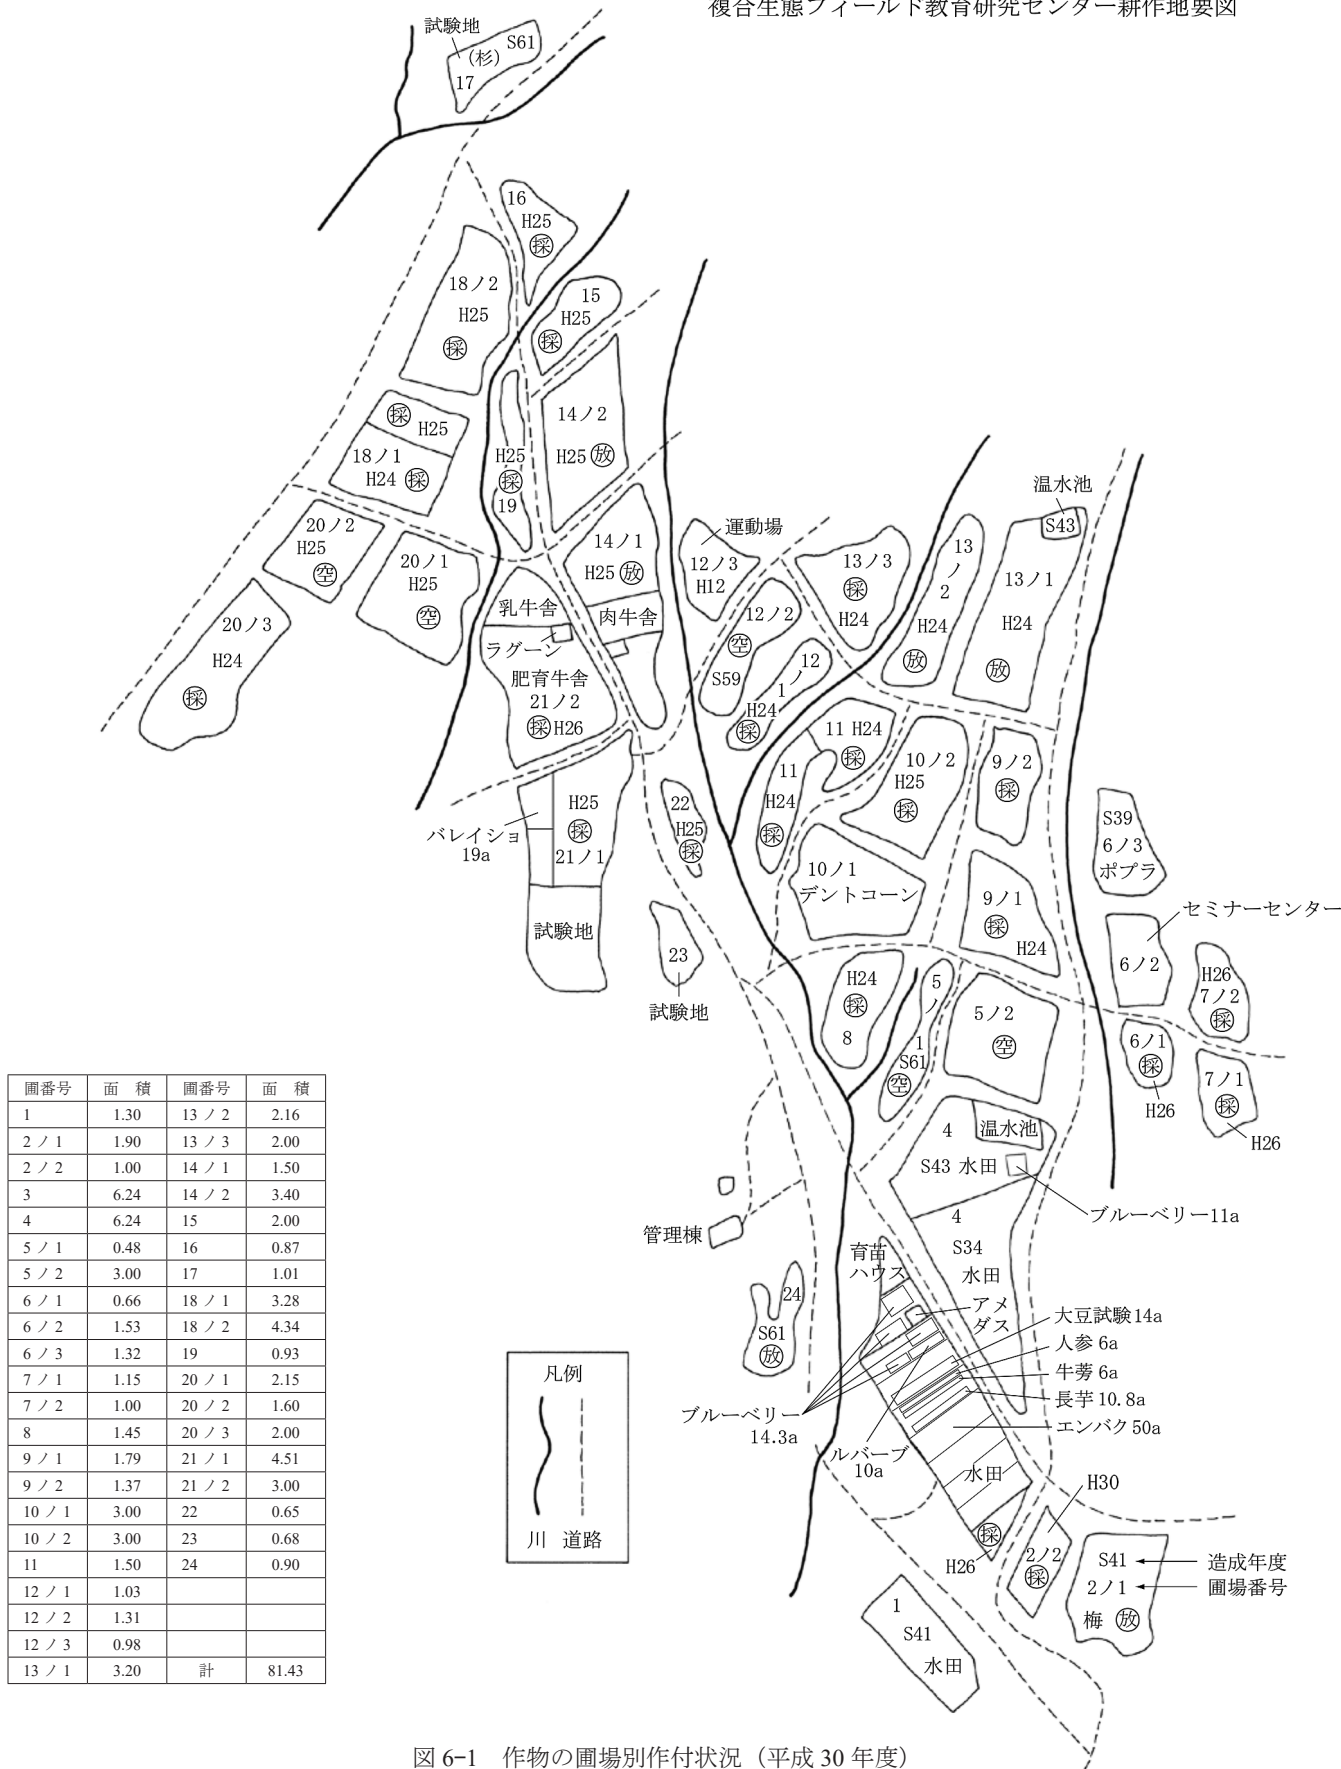 複合生態フィールド教育研究センター耕作地要図
試験地
(杉) S61
17
16
H25
採
18ノ2
H25
採
15
H25
採
採 H25
18ノ1
H24 採
14ノ2
H25 放
H25
採
19
20ノ2
H25
空
20ノ1
H25
空
20ノ3
H24
採
14ノ1
H25 放
乳牛舎
肉牛舎
ラグーン
肥育牛舎
21ノ2
採 H26
運動場
12ノ3
H12
12ノ2
空
S59
12ノ1
H24
採
13ノ3
採
H24
13ノ2
H24
放
温水池
S43
13ノ1
H24
放
11 H24
採
11
H24
採
10ノ2
H25
採
9ノ2
採
バレイショ
19a
H25
採
21ノ1
試験地
22
H25
採
23
試験地
10ノ1
デントコーン
9ノ1
採
H24
S39
6ノ3
ポプラ
セミナーセンター
6ノ2
H26
7ノ2
採
6ノ1
採
H26
7ノ1
採
H26
H24
採
8
5ノ1
S61
空
5ノ2
空
4
温水池
S43 水田
ブルーベリー11a
4
S34
水田
管理棟
24
S61
放
育苗
ハウス
アメ
ダス
大豆試験14a
人参 6a
牛蒡 6a
長芋10.8a
エンバク50a
ブルーベリー
14.3a
ルバーブ
10a
水田
採
H26
H30
2ノ2
採
S41 造成年度
2ノ1 圃場番号
梅 放
1
S41
水田
凡例
川 道路
圃番号 面 積 圃番号 面 積
1 1.30 13ノ2 2.16
2ノ1 1.90 13ノ3 2.00
2ノ2 1.00 14ノ1 1.50
3 6.24 14ノ2 3.40
4 6.24 15 2.00
5ノ1 0.48 16 0.87
5ノ2 3.00 17 1.01
6ノ1 0.66 18ノ1 3.28
6ノ2 1.53 18ノ2 4.34
6ノ3 1.32 19 0.93
7ノ1 1.15 20ノ1 2.15
7ノ2 1.00 20ノ2 1.60
8 1.45 20ノ3 2.00
9ノ1 1.79 21ノ1 4.51
9ノ2 1.37 21ノ2 3.00
10ノ1 3.00 22 0.65
10ノ2 3.00 23 0.68
11 1.50 24 0.90
12ノ1 1.03
12ノ2 1.31
12ノ3 0.98
13ノ1 3.20 計 81.43
図 6-1 作物の圃場別作付状況（平成 30 年度）